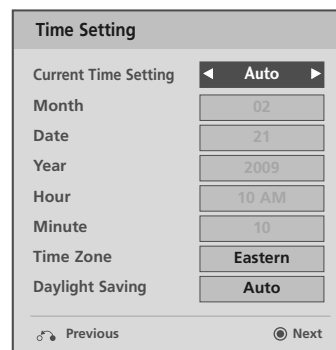 Time Setting
Current Time Setting Auto
Month 02
Date 21
Year 2009
Hour 10 AM
Minute 10
Time Zone Eastern
Daylight Saving Auto
Previous Next